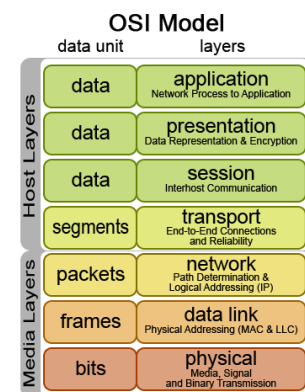 OSI Model
data unit layers
Host Layers
data application
Network Process to Application
data presentation
Data Representation & Encryption
data session
Interhost Communication
segments transport
End-to-End Connections
and Reliability
Media Layers
packets network
Path Determination &
Logical Addressing (IP)
frames data link
Physical Addressing (MAC & LLC)
bits physical
Media, Signal
and Binary Transmission